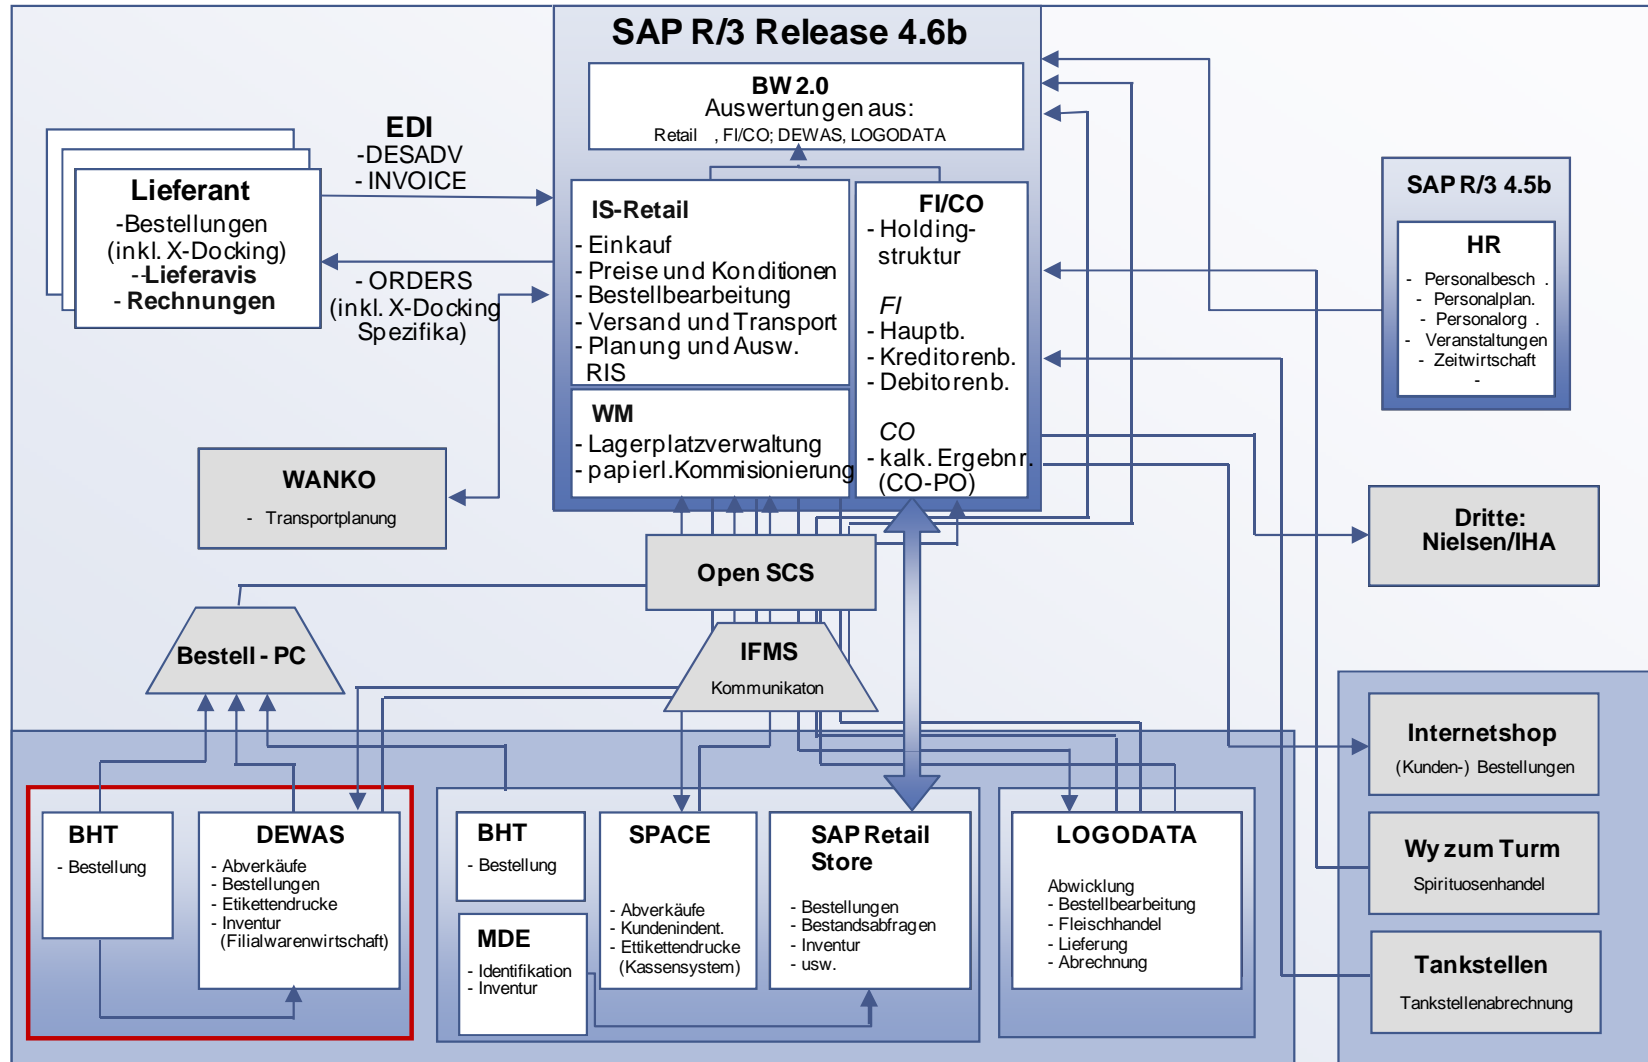 SAP R/3 Release 4.6b
BW 2.0
Auswertungen aus:
Retail , FI/CO; DEWAS, LOGODATA
EDI
-DESADV
- INVOICE
Lieferant
-Bestellungen
(inkl. X-Docking)
--Lieferavis
- Rechnungen
- ORDERS
(inkl. X-Docking
Spezifika)
IS-Retail
- Einkauf
- Preise und Konditionen
- Bestellbearbeitung
- Versand und Transport
- Planung und Ausw.
RIS
WM
- Lagerplatzverwaltung
- papierl.Kommisionierung
FI/CO
- Holding-
struktur
FI
- Hauptb.
- Kreditorenb.
- Debitorenb.
CO
- kalk. Ergebnr.
(CO-PO)
SAP R/3 4.5b
HR
- Personalbesch .
- Personalplan.
- Personalorg .
- Veranstaltungen
- Zeitwirtschaft
-
WANKO
- Transportplanung
Dritte:
Nielsen/IHA
Open SCS
Bestell - PC
IFMS
Kommunikaton
Internetshop
(Kunden-) Bestellungen
Wy zum Turm
Spirituosenhandel
Tankstellen
Tankstellenabrechnung
BHT
- Bestellung
DEWAS
- Abverkäufe
- Bestellungen
- Etikettendrucke
- Inventur
(Filialwarenwirtschaft)
BHT
- Bestellung
MDE
- Identifikation
- Inventur
SPACE
- Abverkäufe
- Kundenindent.
- Ettikettendrucke
(Kassensystem)
SAP Retail
Store
- Bestellungen
- Bestandsabfragen
- Inventur
- usw.
LOGODATA
Abwicklung
- Bestellbearbeitung
- Fleischhandel
- Lieferung
- Abrechnung